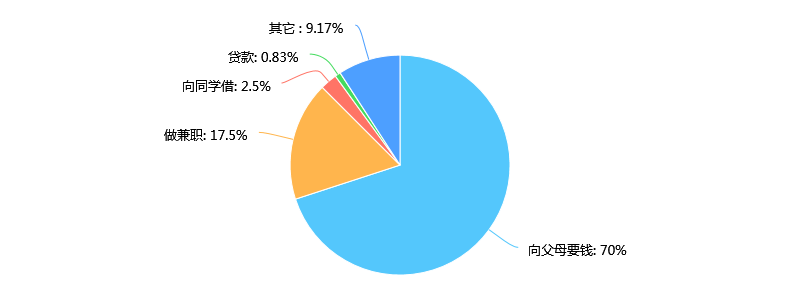 其它 : 9.17%
贷款: 0.83%
向同学借: 2.5%
做兼职: 17.5%
向父母要钱: 70%